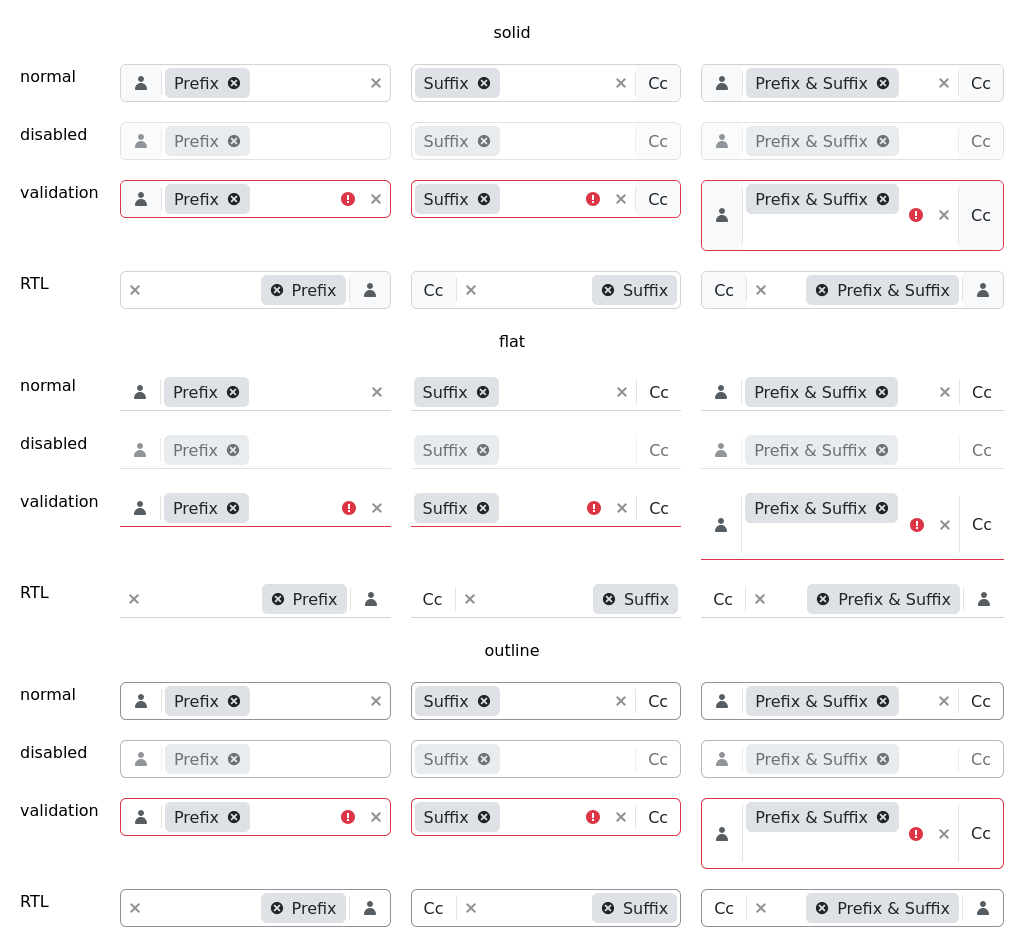 solid
normal Prefix Suffix Cc Prefix & Suffix Cc
disabled Prefix Suffix Cc Prefix & Suffix Cc
validation Prefix Suffix Cc Prefix & Suffix Cc
RTL Prefix Cc Suffix Cc Prefix & Suffix
flat
normal Prefix Suffix Cc Prefix & Suffix Cc
disabled Prefix Suffix Cc Prefix & Suffix Cc
validation Prefix Suffix Cc Prefix & Suffix Cc
RTL Prefix Cc Suffix Cc Prefix & Suffix
outline
normal Prefix Suffix Cc Prefix & Suffix Cc
disabled Prefix Suffix Cc Prefix & Suffix Cc
validation Prefix Suffix Cc Prefix & Suffix Cc
RTL Prefix Cc Suffix Cc Prefix & Suffix